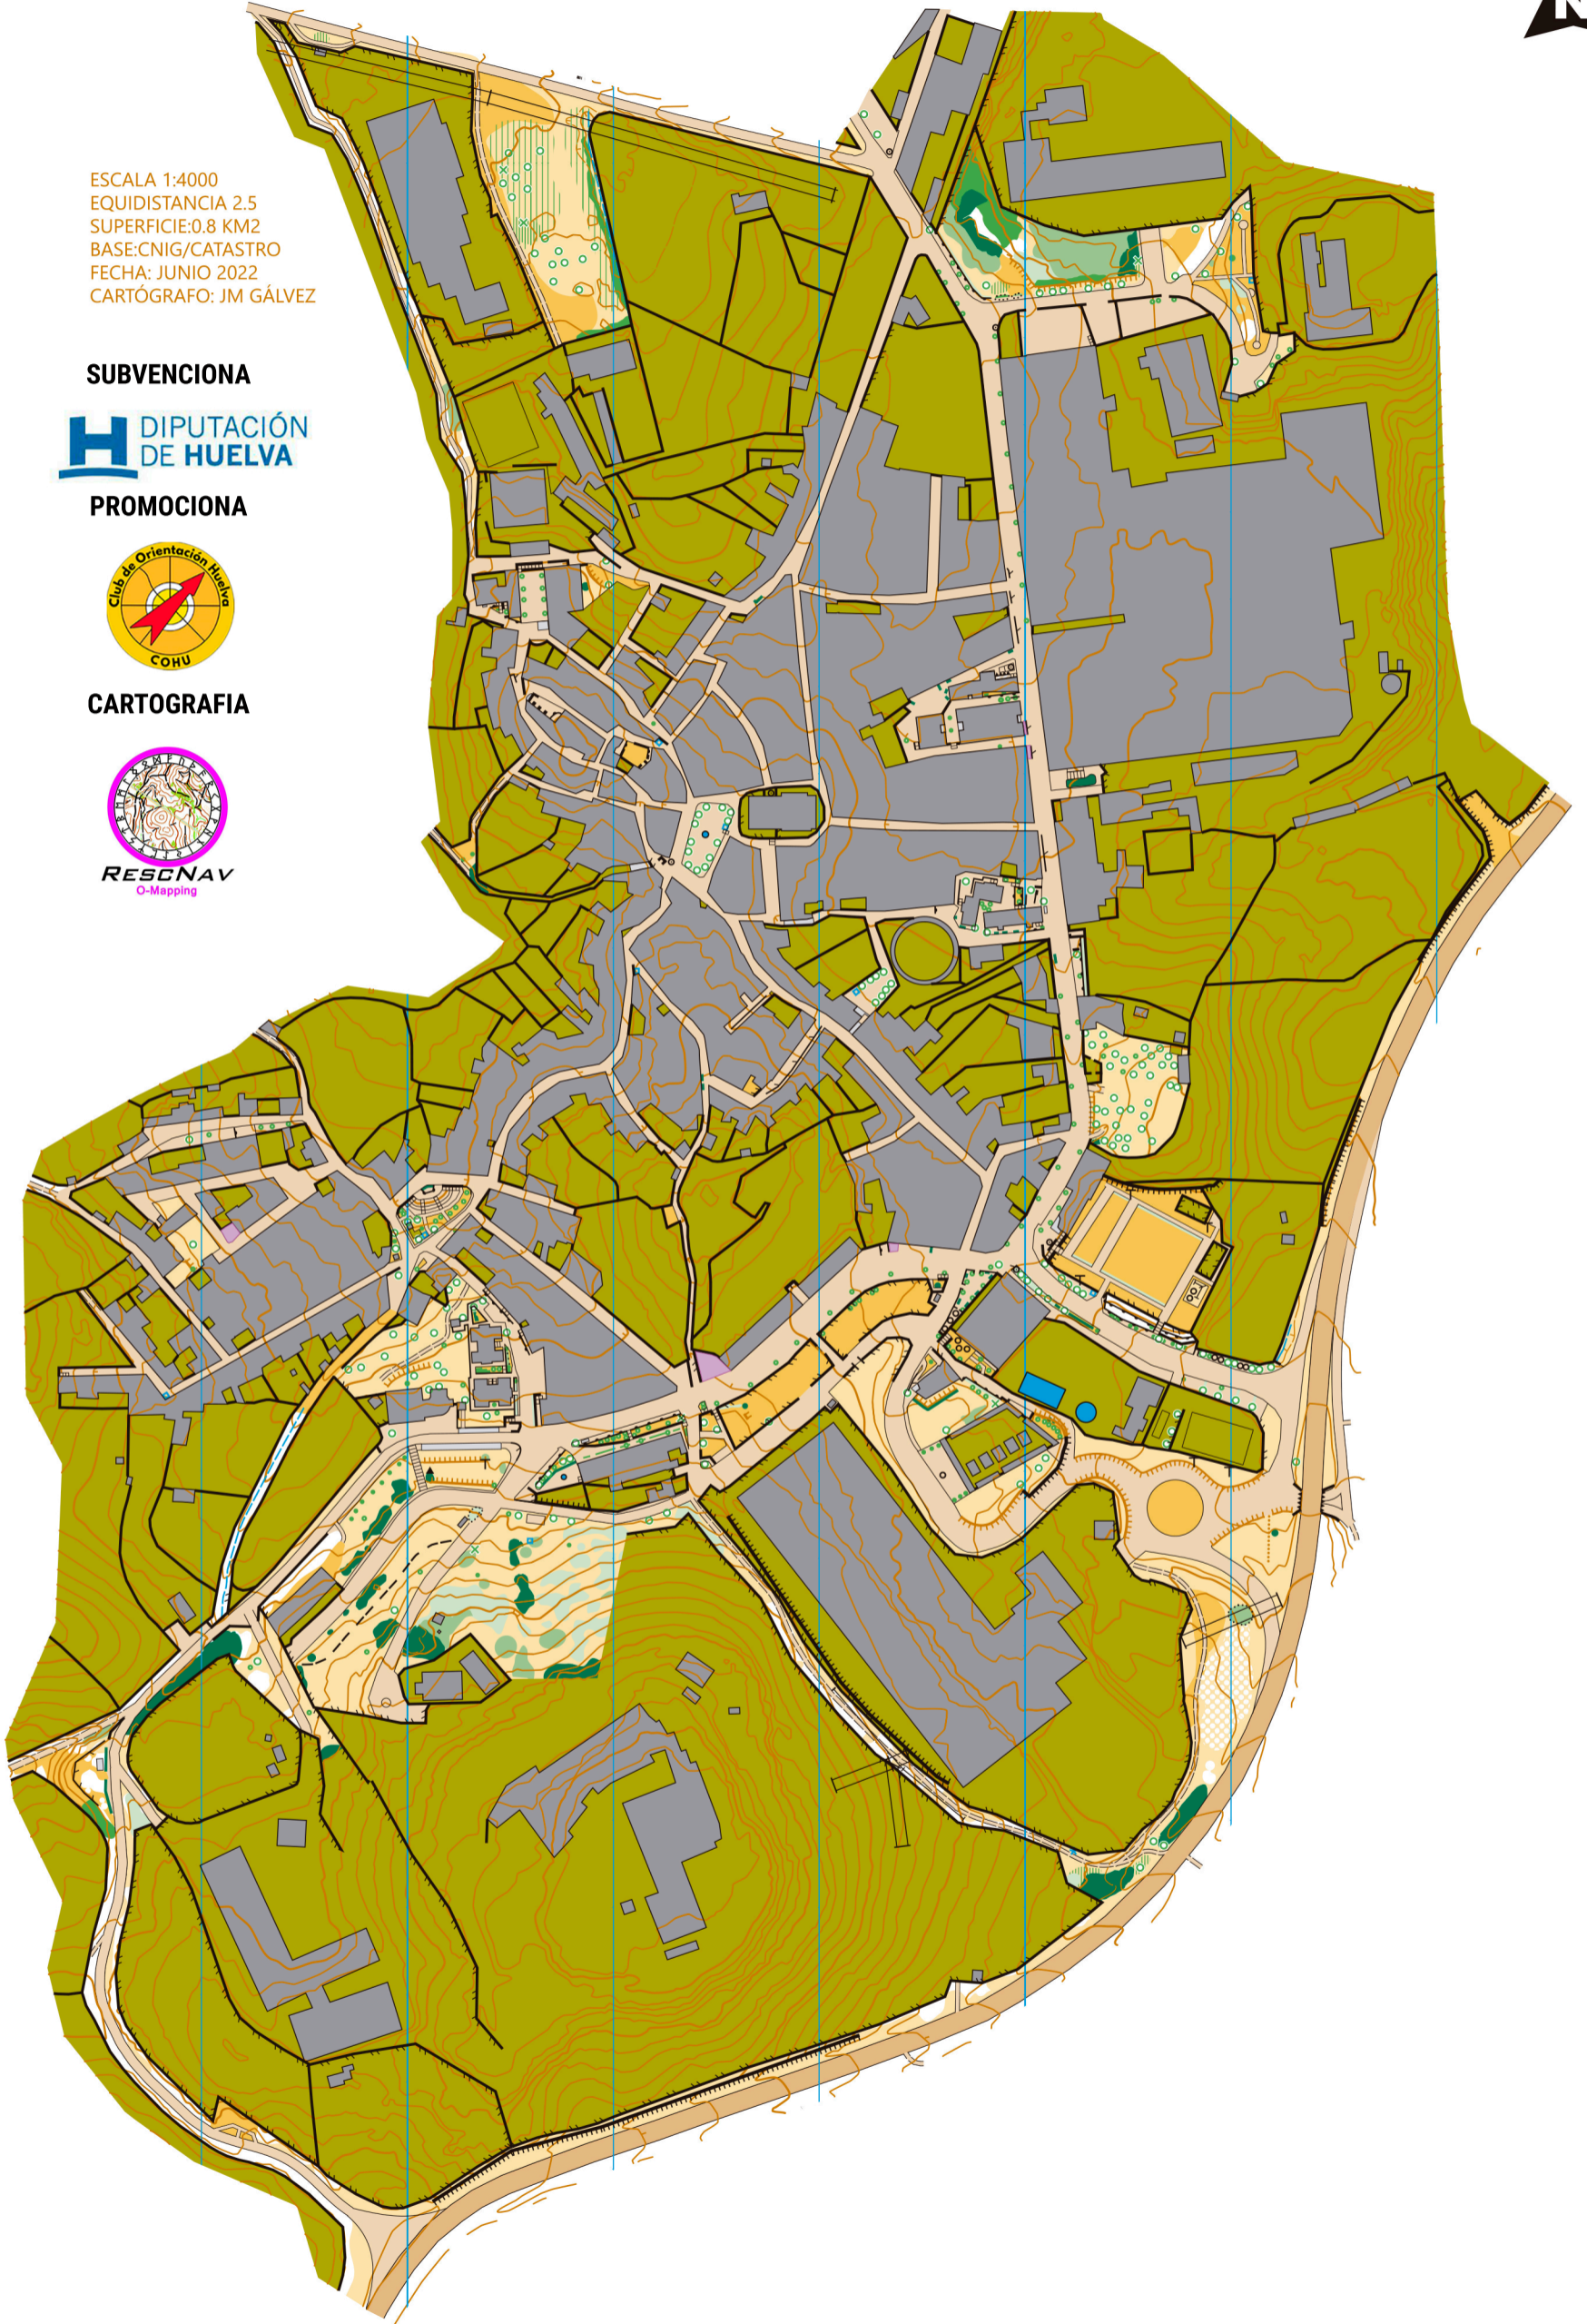 N
ESCALA 1:4000
EQUIDISTANCIA 2.5
SUPERFICIE:0.8 KM2
BASE:CNIG/CATASTRO
FECHA: JUNIO 2022
CARTÓGRAFO: JM GÁLVEZ
SUBVENCIONA
H DIPUTACIÓN
DE HUELVA
PROMOCIONA
Club de Orientación Huelva
COHU
CARTOGRAFIA
RESCNAV
O-Mapping